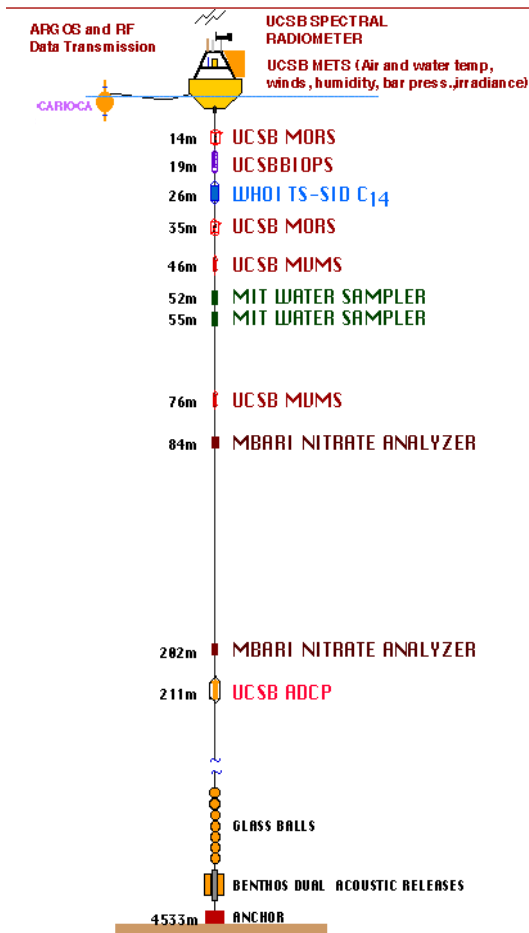 ARGOS and RF
Data Transmission
UCSB SPECTRAL
RADIOMETER
UCSB METS (Air and water temp,
winds, humidity, bar press.,irradiance)
CARIOCA
14m UCSB MORS
19m UCSBBIOPS
26m WHOI TS-SID C14
35m UCSB MORS
46m UCSB MVMS
52m MIT WATER SAMPLER
55m MIT WATER SAMPLER
76m UCSB MVMS
84m MBARI NITRATE ANALYZER
202m MBARI NITRATE ANALYZER
211m UCSB ADCP
GLASS BALLS
BENTHOS DUAL ACOUSTIC RELEASES
4533m ANCHOR